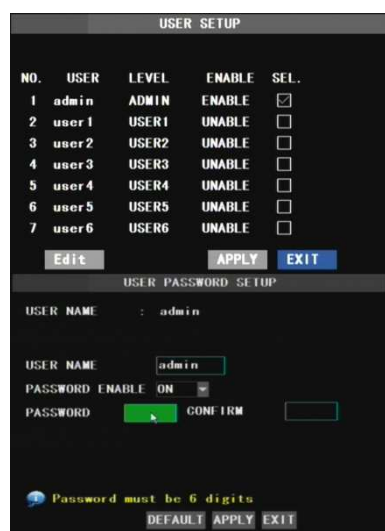 USER SETUP
NO. USER LEVEL ENABLE SEL.
1 admin ADMIN ENABLE
2 user1 USER1 UNABLE
3 user2 USER2 UNABLE
4 user3 USER3 UNABLE
5 user4 USER4 UNABLE
6 user5 USER5 UNABLE
7 user6 USER6 UNABLE
Edit APPLY EXIT
USER PASSWORD SETUP
USER NAME : admin
USER NAME admin
PASSWORD ENABLE ON
PASSWORD CONFIRM
Password must be 6 digits
DEFAULT APPLY EXIT